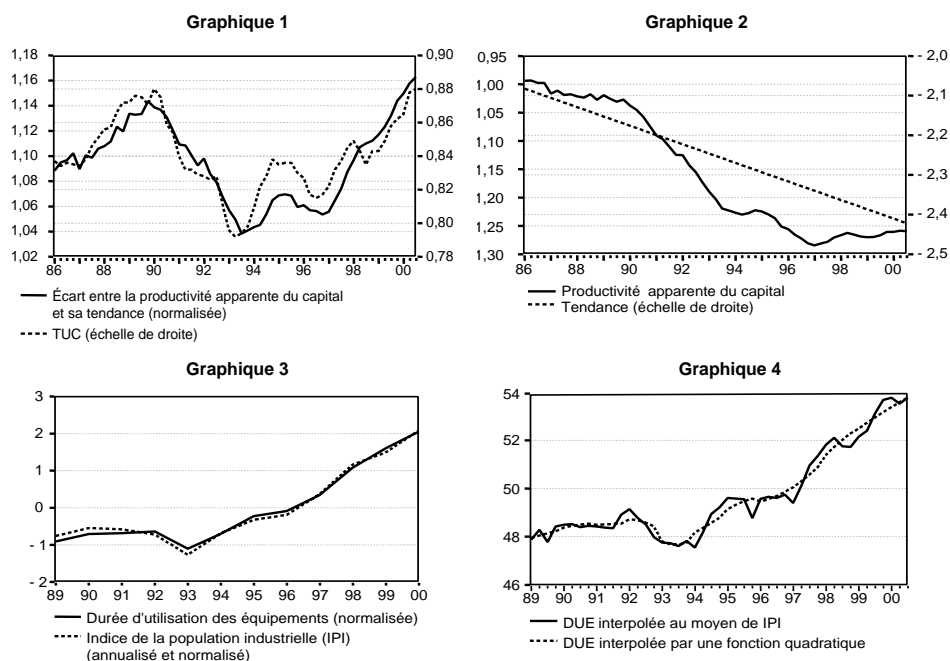 Graphique 1
1,18
1,16
1,14
1,12
1,10
1,08
1,06
1,04
1,02
0,90
0,88
0,86
0,84
0,82
0,80
0,78
86 88 90 92 94 96 98 00
Écart entre la productivité apparente du capital
et sa tendance (normalisée)
TUC (échelle de droite)
Graphique 2
0,95
1,00
1,05
1,10
1,15
1,20
1,25
1,30
- 2,0
- 2,1
- 2,2
- 2,3
- 2,4
- 2,5
86 88 90 92 94 96 98 00
Productivité apparente du capital
Tendance (échelle de droite)
Graphique 3
3
2
1
0
- 1
- 2
89 90 91 92 93 94 95 96 97 98 99 00
Durée d'utilisation des équipements (normalisée)
Indice de la population industrielle (IPI)
(annualisé et normalisé)
Graphique 4
54
52
50
48
46
89 90 91 92 93 94 95 96 97 98 99 00
DUE interpolée au moyen de IPI
DUE interpolée par une fonction quadratique